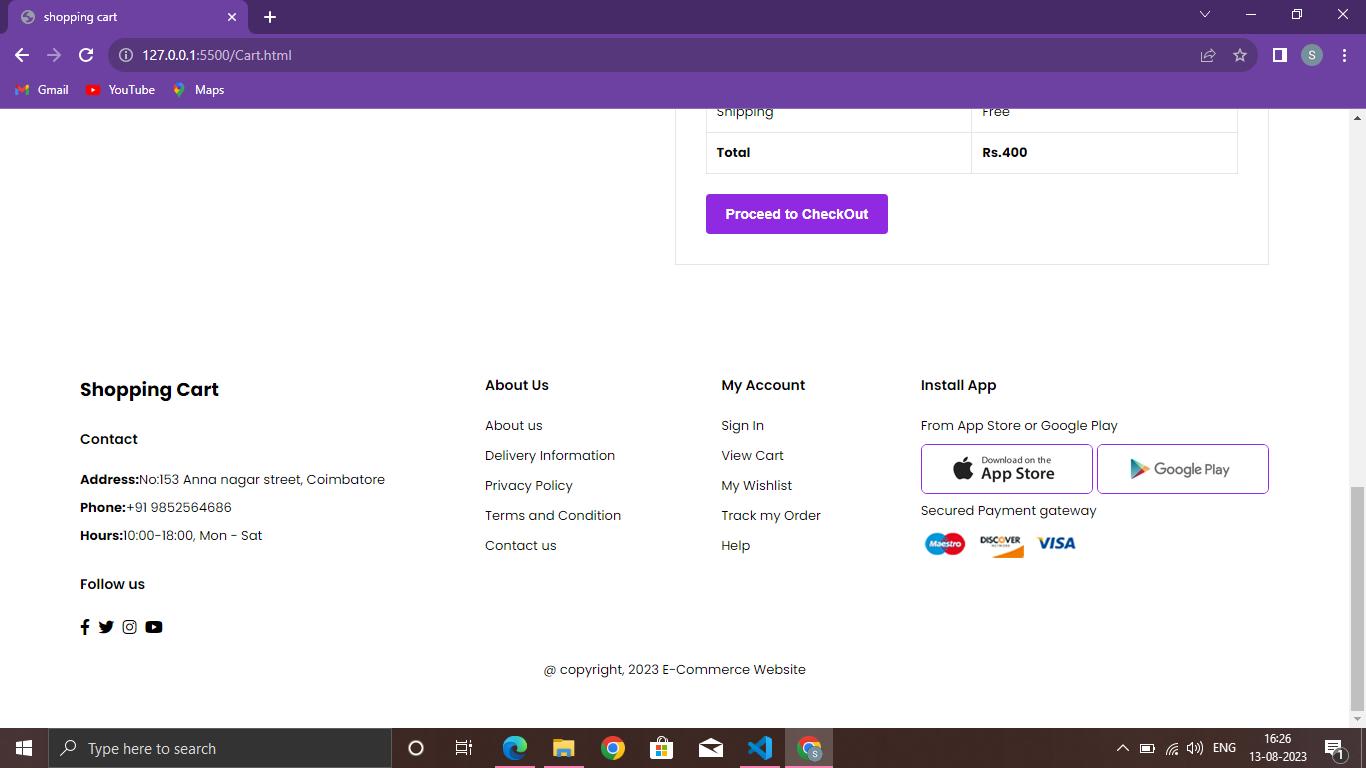 shopping cart
127.0.0.1:5500/Cart.html
S
Gmail YouTube Maps
Shipping Free
Total Rs.400
Proceed to CheckOut
Shopping Cart
Contact
Address:No:153 Anna nagar street, Coimbatore
Phone:+91 9852564686
Hours:10:00-18:00, Mon - Sat
Follow us
About Us
About us
Delivery Information
Privacy Policy
Terms and Condition
Contact us
My Account
Sign In
View Cart
My Wishlist
Track my Order
Help
Install App
From App Store or Google Play
Download on the
App Store
Google Play
Secured Payment gateway
Maestro DISCOVER VISA
NETWORK
@ copyright, 2023 E-Commerce Website
Type here to search
S
ENG
16:26
13-08-2023
1